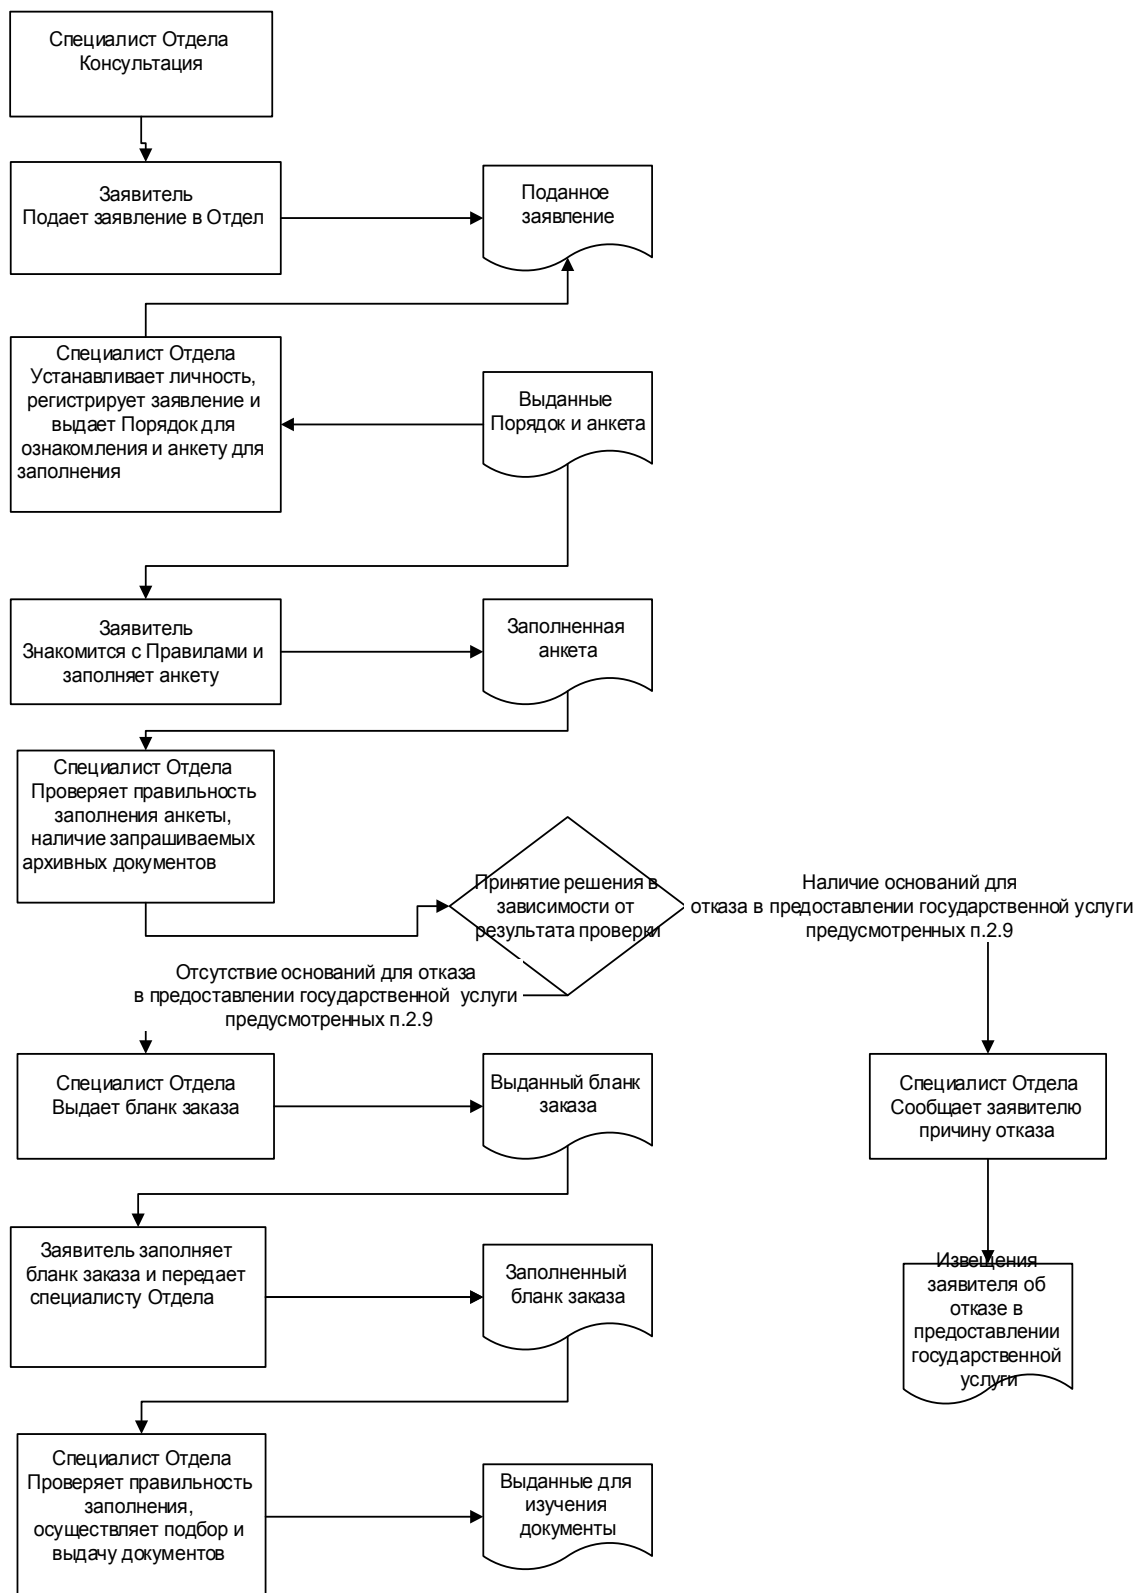 Специалист Отдела
Консультация
Заявитель
Подает заявление в Отдел
Поданное
заявление
Специалист Отдела
Устанавливает личность,
регистрирует заявление и
выдает Порядок для
ознакомления и анкету для
заполнения
Выданные
Порядок и анкета
Заявитель
Знакомится с Правилами и
заполняет анкету
Заполненная
анкета
Специалист Отдела
Проверяет правильность
заполнения анкеты,
наличие запрашиваемых
архивных документов
Принятие решения в
зависимости от
результата проверки
Наличие оснований для
отказа в предоставлении государственной услуги
предусмотренных п.2.9
Отсутствие оснований для отказа
в предоставлении государственной услуги
предусмотренных п.2.9
Специалист Отдела
Выдает бланк заказа
Выданный бланк
заказа
Специалист Отдела
Сообщает заявителю
причину отказа
Заявитель заполняет
бланк заказа и передает
специалисту Отдела
Заполненный
бланк заказа
Извещения
заявителя об
отказе в
предоставлении
государственной
услуги
Специалист Отдела
Проверяет правильность
заполнения,
осуществляет подбор и
выдачу документов
Выданные для
изучения
документы